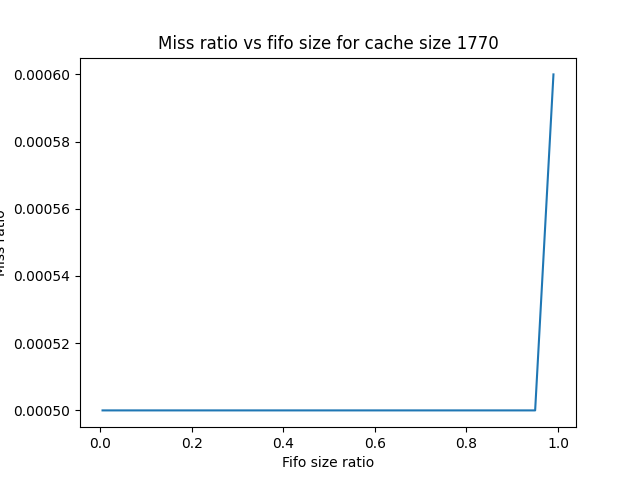 Miss ratio vs fifo size for cache size 1770
0.00060
0.00058
0.00056
0.00054
0.00052
0.00050
Miss ratio
0.0 0.2 0.4 0.6 0.8 1.0
Fifo size ratio